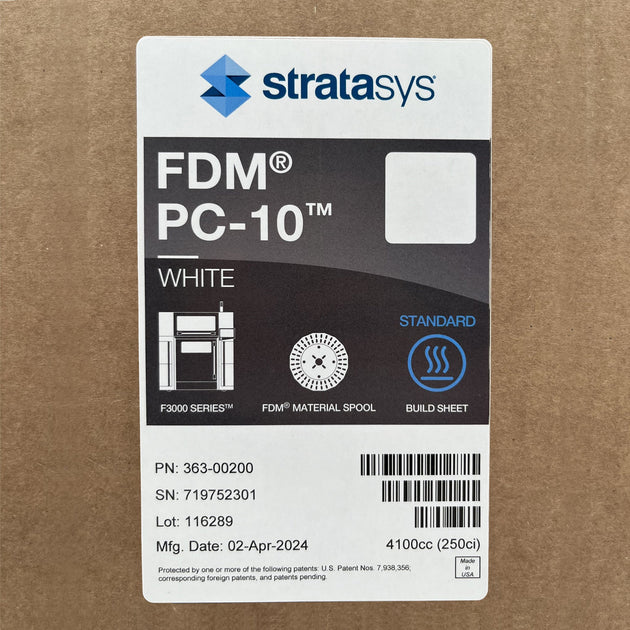 stratasys®
FDM®
PC-10™
WHITE
STANDARD
F3000 SERIES™
FDM® MATERIAL SPOOL
BUILD SHEET
PN: 363-00200
SN: 719752301
Lot: 116289
Mfg. Date: 02-Apr-2024
4100cc (250ci)
Protected by one or more of the following patents: U.S. Patent Nos. 7,938,356;
corresponding foreign patents, and patents pending.
Made
in
USA